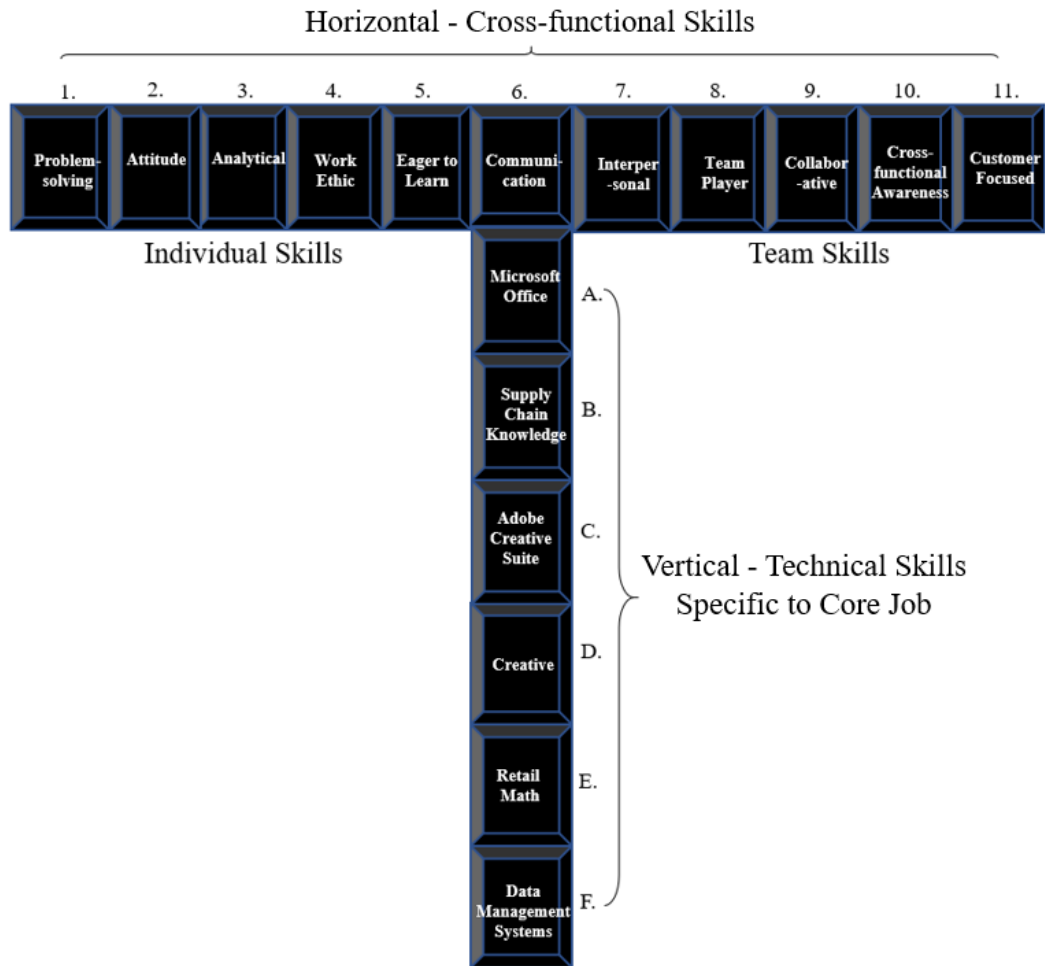 Horizontal - Cross-functional Skills
1. 2. 3. 4. 5. 6. 7. 8. 9. 10. 11.
Problem-
solving
Attitude
Analytical
Work
Ethic
Eager to
Learn
Communi-
cation
Interper
-sonal
Team
Player
Collabor
-ative
Cross-
functional
Awareness
Customer
Focused
Individual Skills
Team Skills
Microsoft
Office
A.
Supply
Chain
Knowledge
B.
Adobe
Creative
Suite
C.
Creative
D.
Retail
Math
E.
Data
Management
Systems
F.
Vertical - Technical Skills
Specific to Core Job